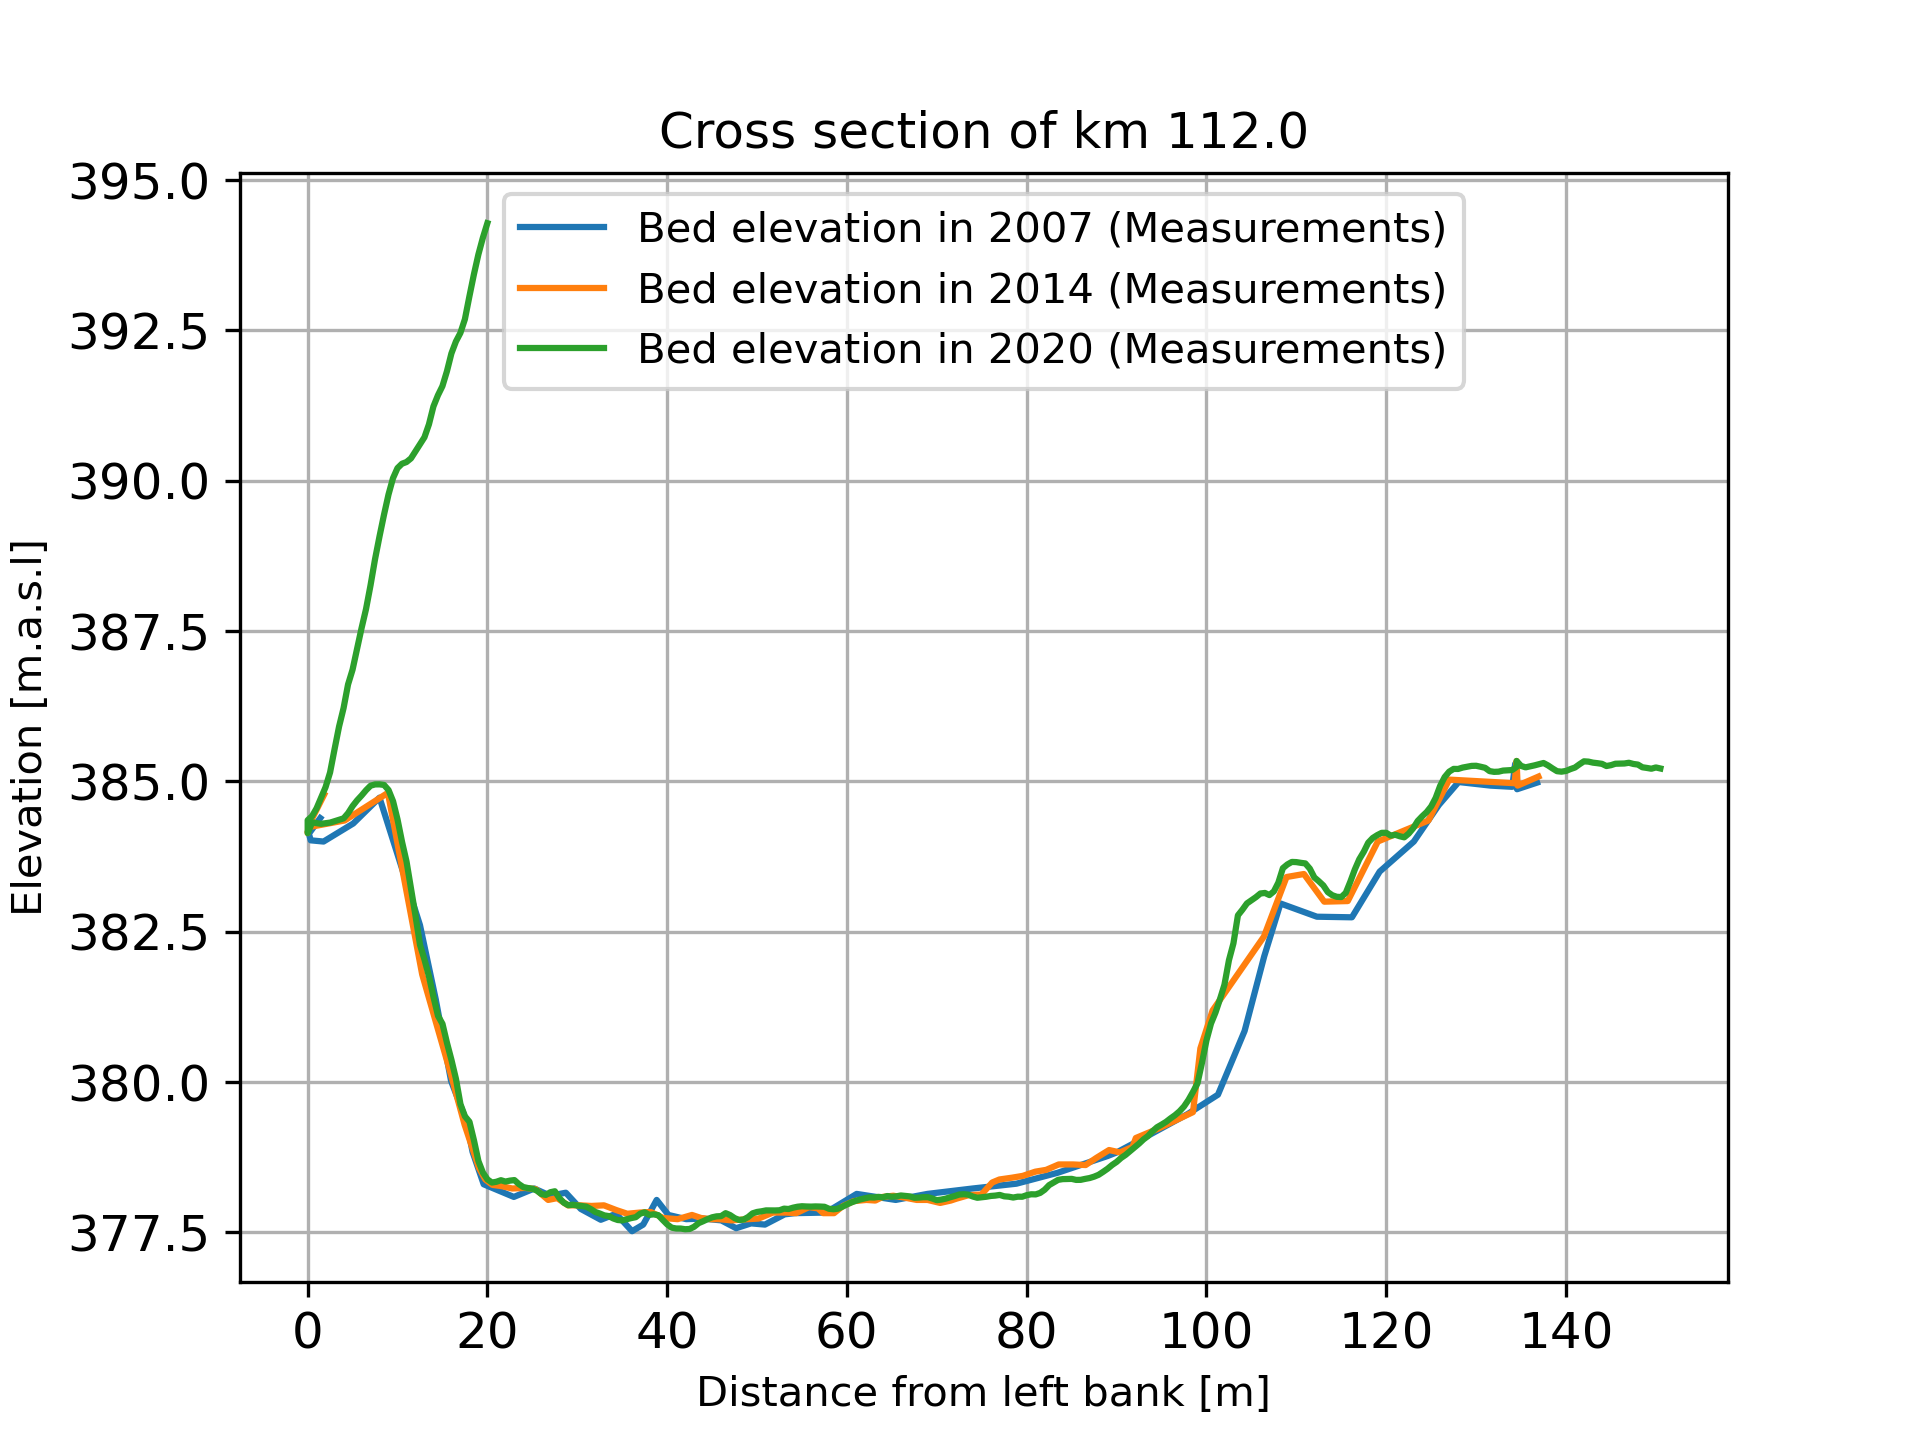 Cross section of km 112.0
395.0
392.5
390.0
387.5
385.0
382.5
380.0
377.5
Elevation [m.a.s.l]
Bed elevation in 2007 (Measurements)
Bed elevation in 2014 (Measurements)
Bed elevation in 2020 (Measurements)
0 20 40 60 80 100 120 140
Distance from left bank [m]